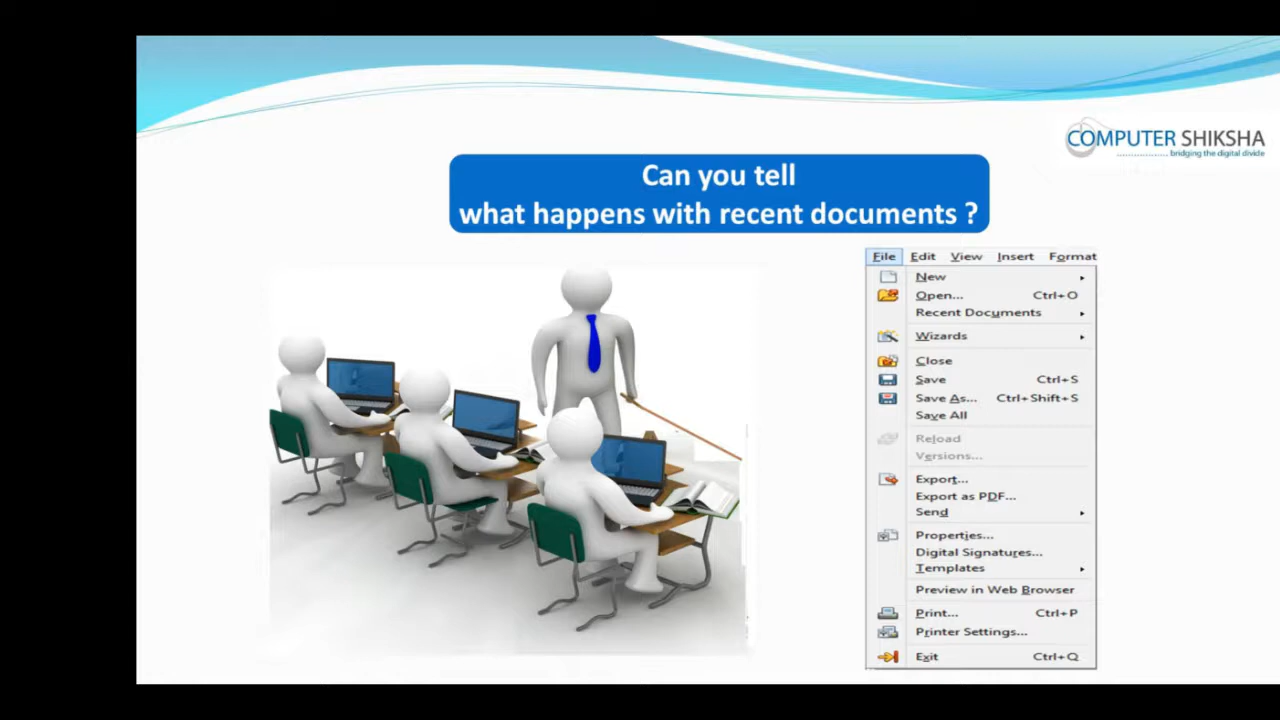 COMPUTER SHIKSHA
.................. bridging the digital divide
Can you tell
what happens with recent documents ?
File Edit View Insert Format
New
Open... Ctrl+O
Recent Documents
Wizards
Close
Save Ctrl+S
Save As... Ctrl+Shift+S
Save All
Reload
Versions...
Export...
Export as PDF...
Send
Properties...
Digital Signatures...
Templates
Preview in Web Browser
Print... Ctrl+P
Printer Settings...
Exit Ctrl+Q